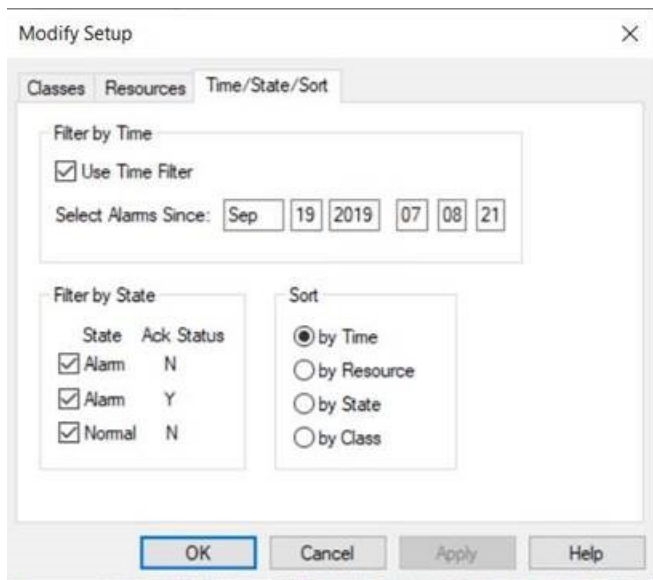 Modify Setup
Classes Resources Time/State/Sort
Filter by Time
Use Time Filter
Select Alarms Since: Sep 19 2019 07 08 21
Filter by State
State Ack Status
Alarm N
Alarm Y
Normal N
Sort
by Time
by Resource
by State
by Class
OK Cancel Apply Help